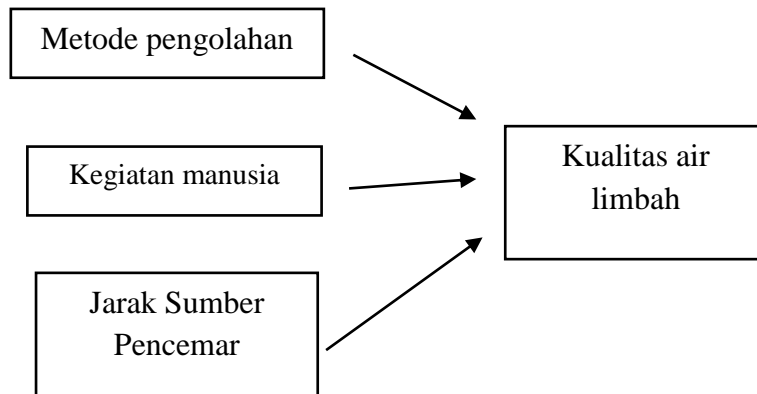 Metode pengolahan
Kegiatan manusia
Jarak Sumber
Pencemar
Kualitas air
limbah